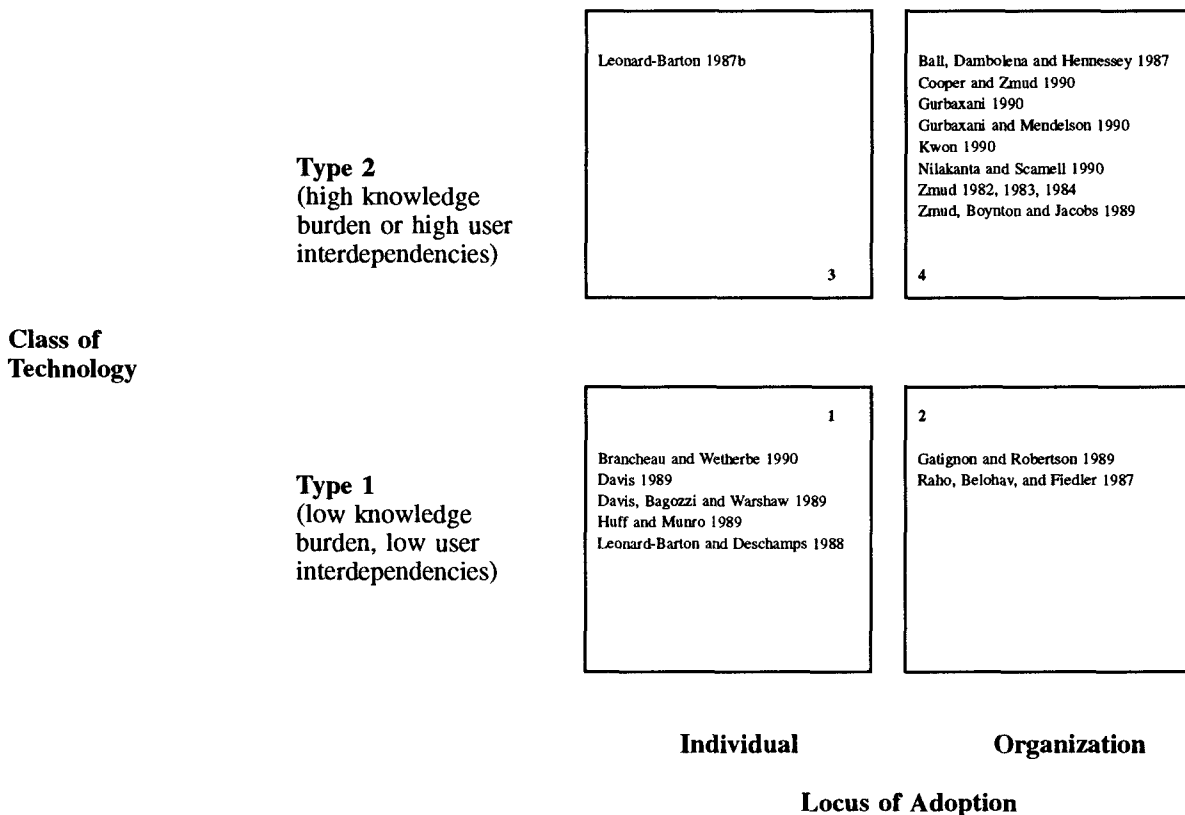 Leonard-Barton 1987b
3
Ball, Dambolena and Hennessey 1987
Cooper and Zmud 1990
Gurbaxani 1990
Gurbaxani and Mendelson 1990
Kwon 1990
Nilakanta and Scamell 1990
Zmud 1982, 1983, 1984
Zmud, Boynton and Jacobs 1989
4
Type 2
(high knowledge
burden or high user
interdependencies)
Class of
Technology
Type 1
(low knowledge
burden, low user
interdependencies)
1
Brancheau and Wetherbe 1990
Davis 1989
Davis, Bagozzi and Warshaw 1989
Huff and Munro 1989
Leonard-Barton and Deschamps 1988
2
Gatignon and Robertson 1989
Raho, Belohav, and Fiedler 1987
Individual
Organization
Locus of Adoption